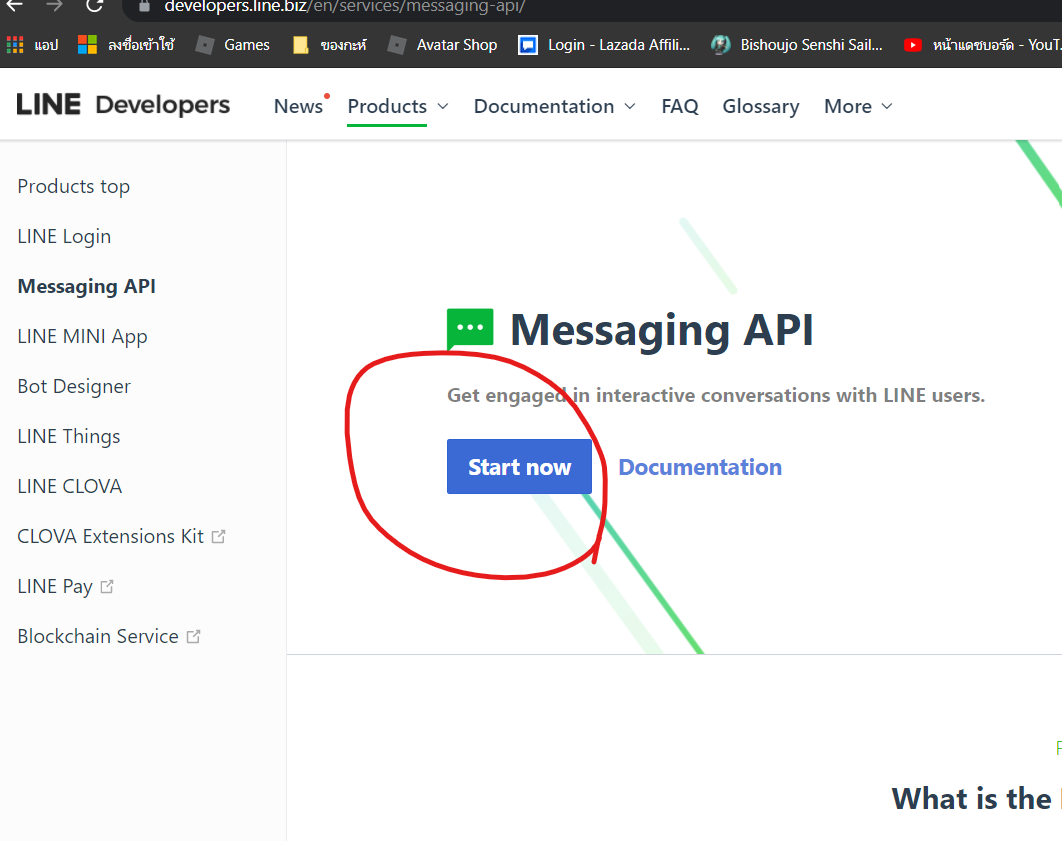 developers.line.biz/en/services/messaging-api/
แอป
ลงชื่อเข้าใช้
Games
ของกะห์
Avatar Shop
Login - Lazada Affili...
Bishoujo Senshi Sail...
หน้าแดชบอร์ด - YouT
LINE Developers
News
Products
Documentation
FAQ
Glossary
More
Products top
LINE Login
Messaging API
LINE MINI App
Bot Designer
LINE Things
LINE CLOVA
CLOVA Extensions Kit
LINE Pay
Blockchain Service
Messaging API
Get engaged in interactive conversations with LINE users.
Start now
Documentation
What is the